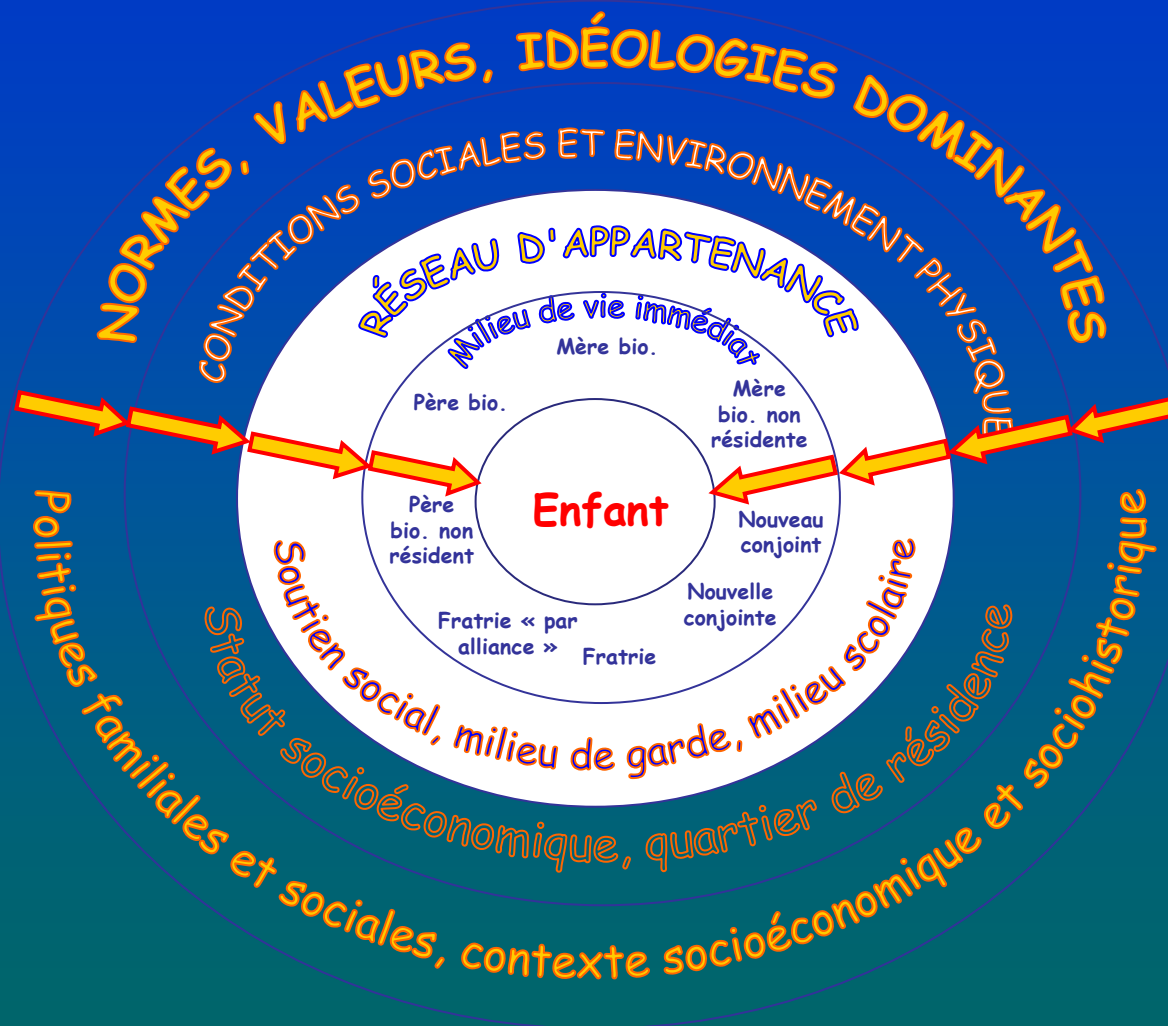 NORMES, VALEURS, IDÉOLOGIES DOMINANTES
CONDITIONS SOCIALES ET ENVIRONNEMENT PHYSIQUE
RÉSEAU D'APPARTENANCE
Milieu de vie immédiat
Mère bio.
Père bio.
Mère
bio. non
résidente
Enfant
Père
bio. non
résident
Nouveau
conjoint
Nouvelle
conjointe
Fratrie « par
alliance »
Fratrie
Soutien social, milieu de garde, milieu scolaire
Statut socioéconomique, quartier de résidence
Politiques familiales et sociales, contexte socioéconomique et sociohistorique